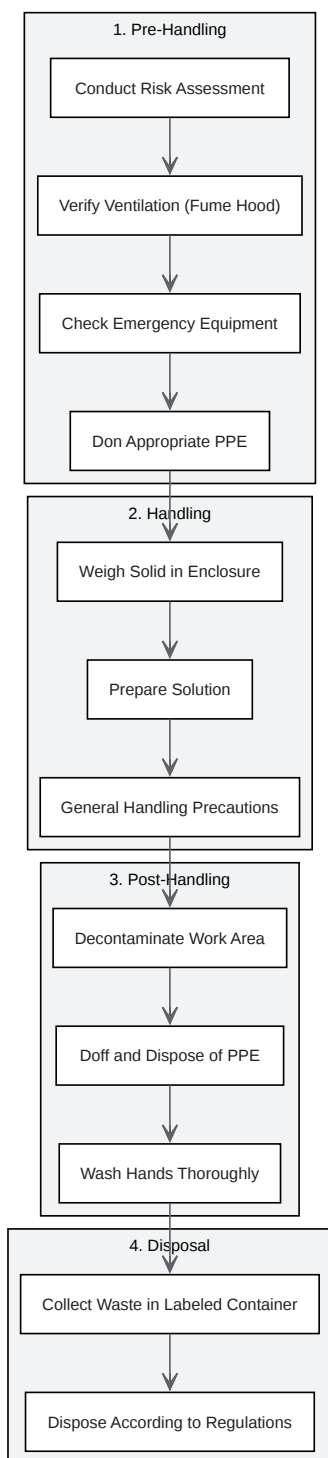 1. Pre-Handling
Conduct Risk Assessment
Verify Ventilation (Fume Hood)
Check Emergency Equipment
Don Appropriate PPE
2. Handling
Weigh Solid in Enclosure
Prepare Solution
General Handling Precautions
3. Post-Handling
Decontaminate Work Area
Doff and Dispose of PPE
Wash Hands Thoroughly
4. Disposal
Collect Waste in Labeled Container
Dispose According to Regulations